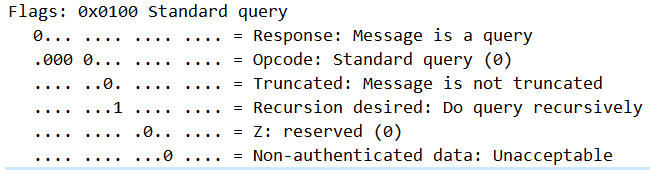 Flags: 0x0100 Standard query
0... .... .... .... = Response: Message is a query
.000 0... .... .... = Opcode: Standard query (0)
.... ..0. .... .... = Truncated: Message is not truncated
.... ...1 .... .... = Recursion desired: Do query recursively
.... .... .0.. .... = Z: reserved (0)
.... .... ...0 .... = Non-authenticated data: Unacceptable